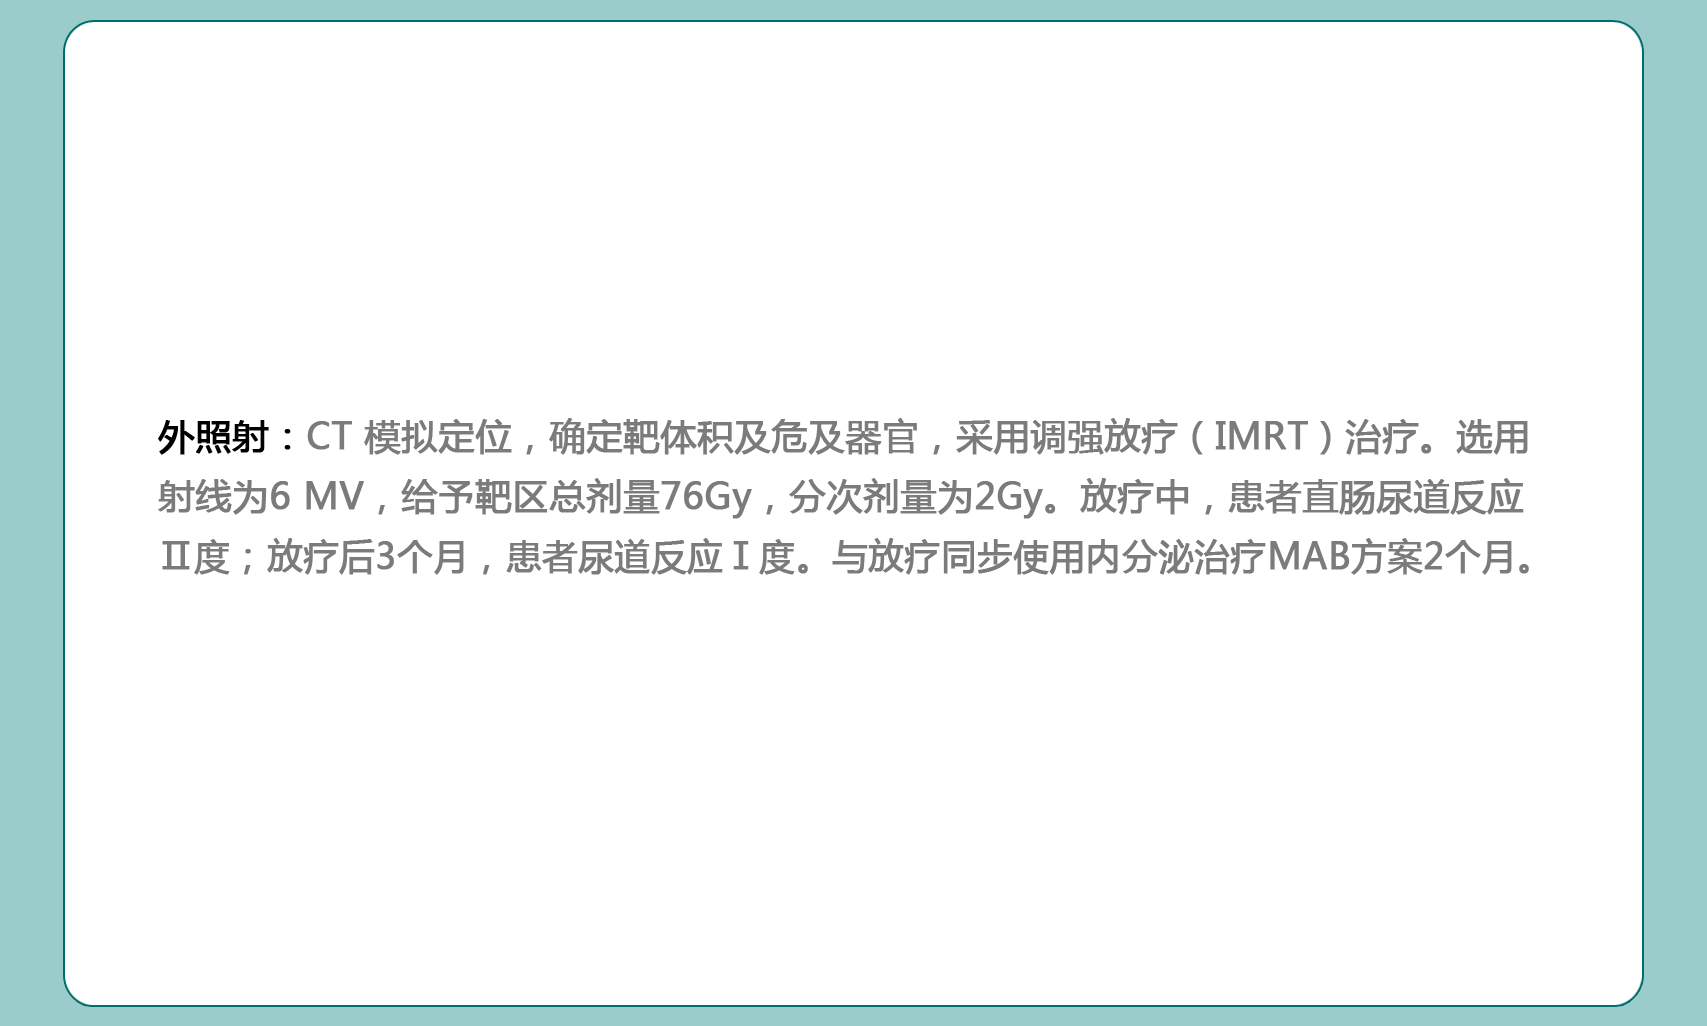 外照射：CT 模拟定位，确定靶体积及危及器官，采用调强放疗（IMRT）治疗。选用
射线为6 MV，给予靶区总剂量76Gy，分次剂量为2Gy。放疗中，患者直肠尿道反应
Ⅱ度；放疗后3个月，患者尿道反应Ⅰ度。与放疗同步使用内分泌治疗MAB方案2个月。